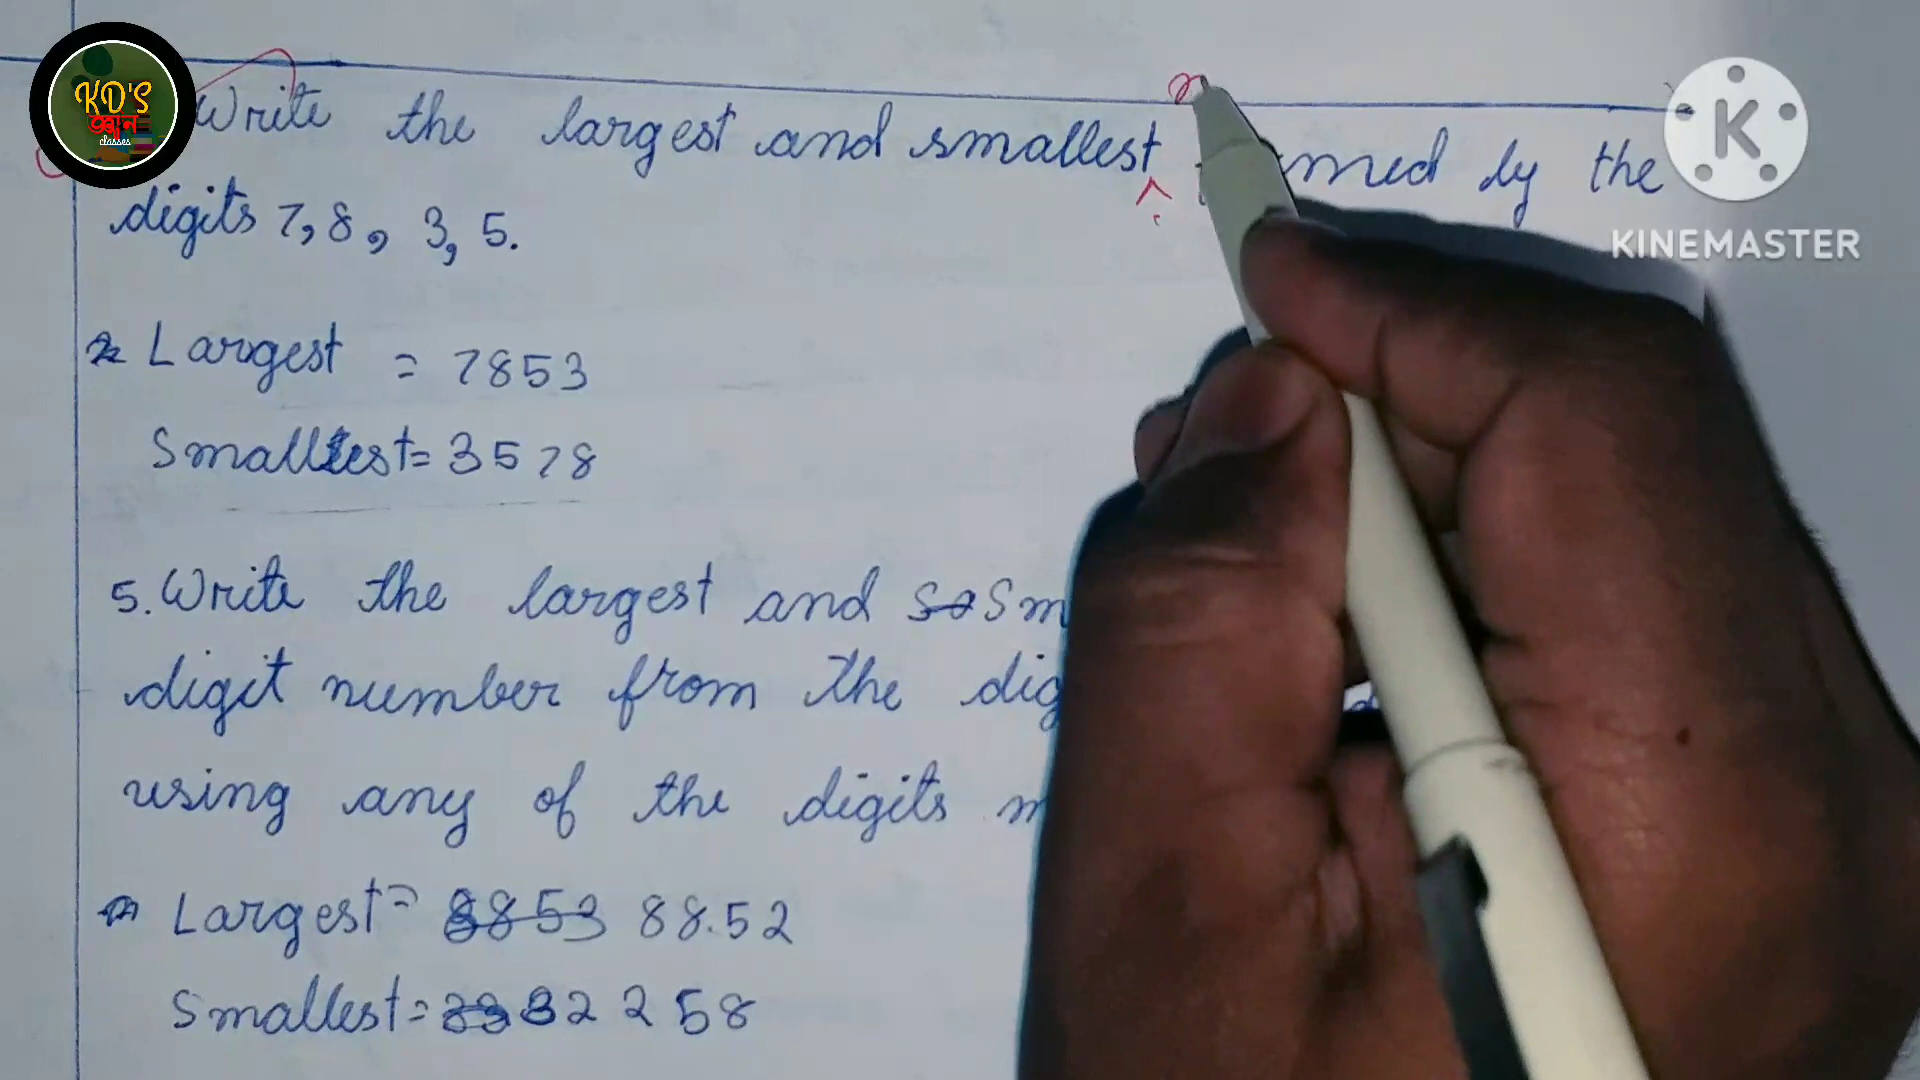 KD'S
জ্ঞান
classes
K
KINEMASTER
Write the largest and smallest by the
digits 7, 8, 3, 5.
Largest = 7853
Smallest = 3578
5. Write the largest and Sm
digit number from the dig
using any of the digits m
Largest = 8853 88.52
Smallest = 2 2 58